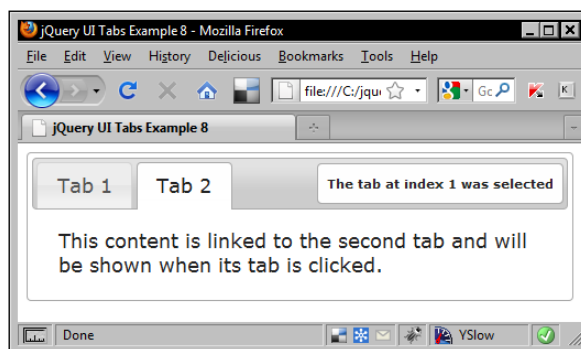 jQuery UI Tabs Example 8 - Mozilla Firefox
File Edit View History Delicious Bookmarks Tools Help
file:///C:/jqu Gc K
jQuery UI Tabs Example 8
Tab 1 Tab 2 The tab at index 1 was selected
This content is linked to the second tab and will
be shown when its tab is clicked.
Done YSlow